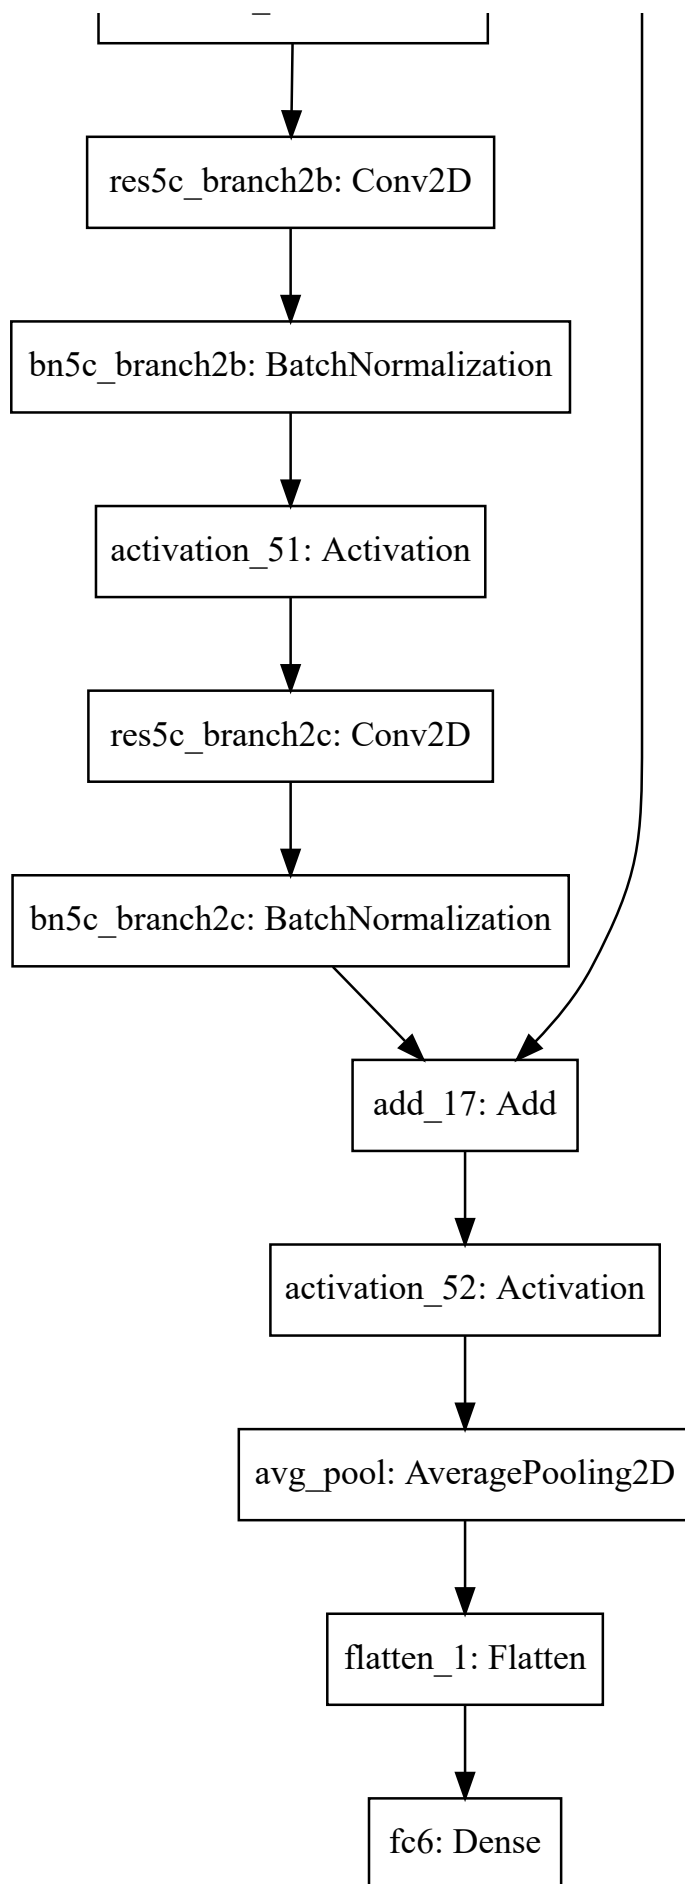 res5c_branch2b: Conv2D
bn5c_branch2b: BatchNormalization
activation_51: Activation
res5c_branch2c: Conv2D
bn5c_branch2c: BatchNormalization
add_17: Add
activation_52: Activation
avg_pool: AveragePooling2D
flatten_1: Flatten
fc6: Dense